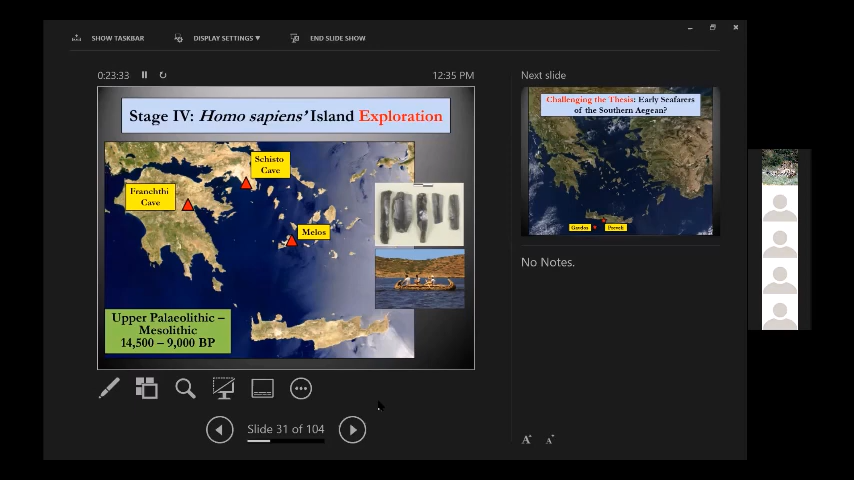 SHOW TASKBAR
DISPLAY SETTINGS ▼
END SLIDE SHOW
0:23:33
12:35 PM
Stage IV: Homo sapiens' Island Exploration
Schisto
Cave
Franchthi
Cave
Melos
Upper Palaeolithic –
Mesolithic
14,500 – 9,000 BP
Slide 31 of 104
Next slide
Challenging the Thesis: Early Seafarers
of the Southern Aegean?
Gavdos
No Notes.
A
A